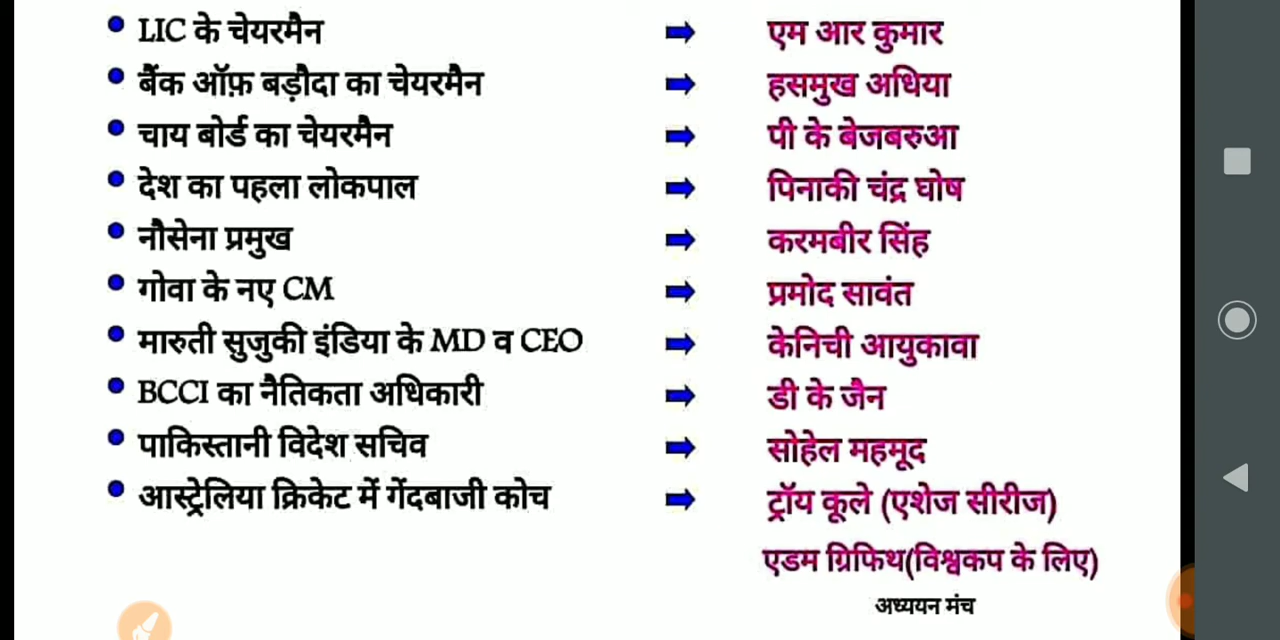 • LIC के चेयरमैन ➡ एम आर कुमार
• बैंक ऑफ़ बड़ौदा का चेयरमैन ➡ हसमुख अधिया
• चाय बोर्ड का चेयरमैन ➡ पी के बेजबरुआ
• देश का पहला लोकपाल ➡ पिनाकी चंद्र घोष
• नौसेना प्रमुख ➡ करमबीर सिंह
• गोवा के नए CM ➡ प्रमोद सावंत
• मारुती सुजुकी इंडिया के MD व CEO ➡ केनिची आयुकावा
• BCCI का नैतिकता अधिकारी ➡ डी के जैन
• पाकिस्तानी विदेश सचिव ➡ सोहेल महमूद
• आस्ट्रेलिया क्रिकेट में गेंदबाजी कोच ➡ ट्रॉय कूले (एशेज सीरीज)
एडम ग्रिफिथ(विश्वकप के लिए)
अध्ययन मंच